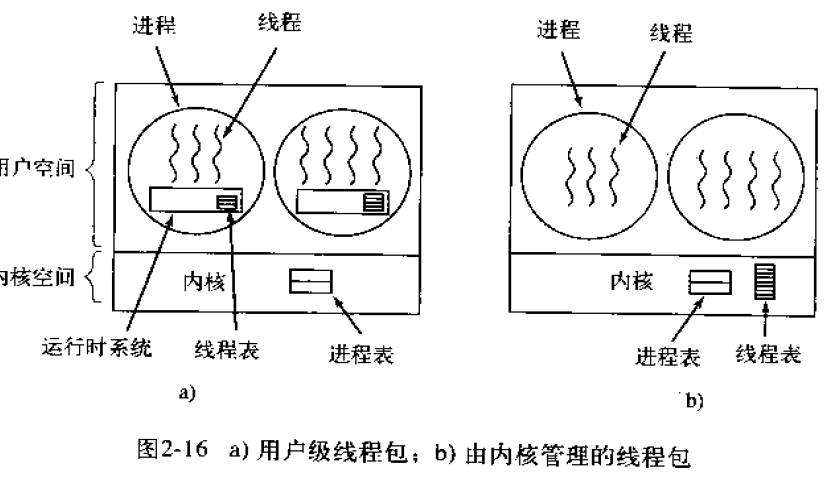 进程 线程 进程 线程
用户空间
内核空间 内核 内核
运行时系统 线程表 进程表 进程表 线程表
a) b)
图2-16 a) 用户级线程包；b) 由内核管理的线程包